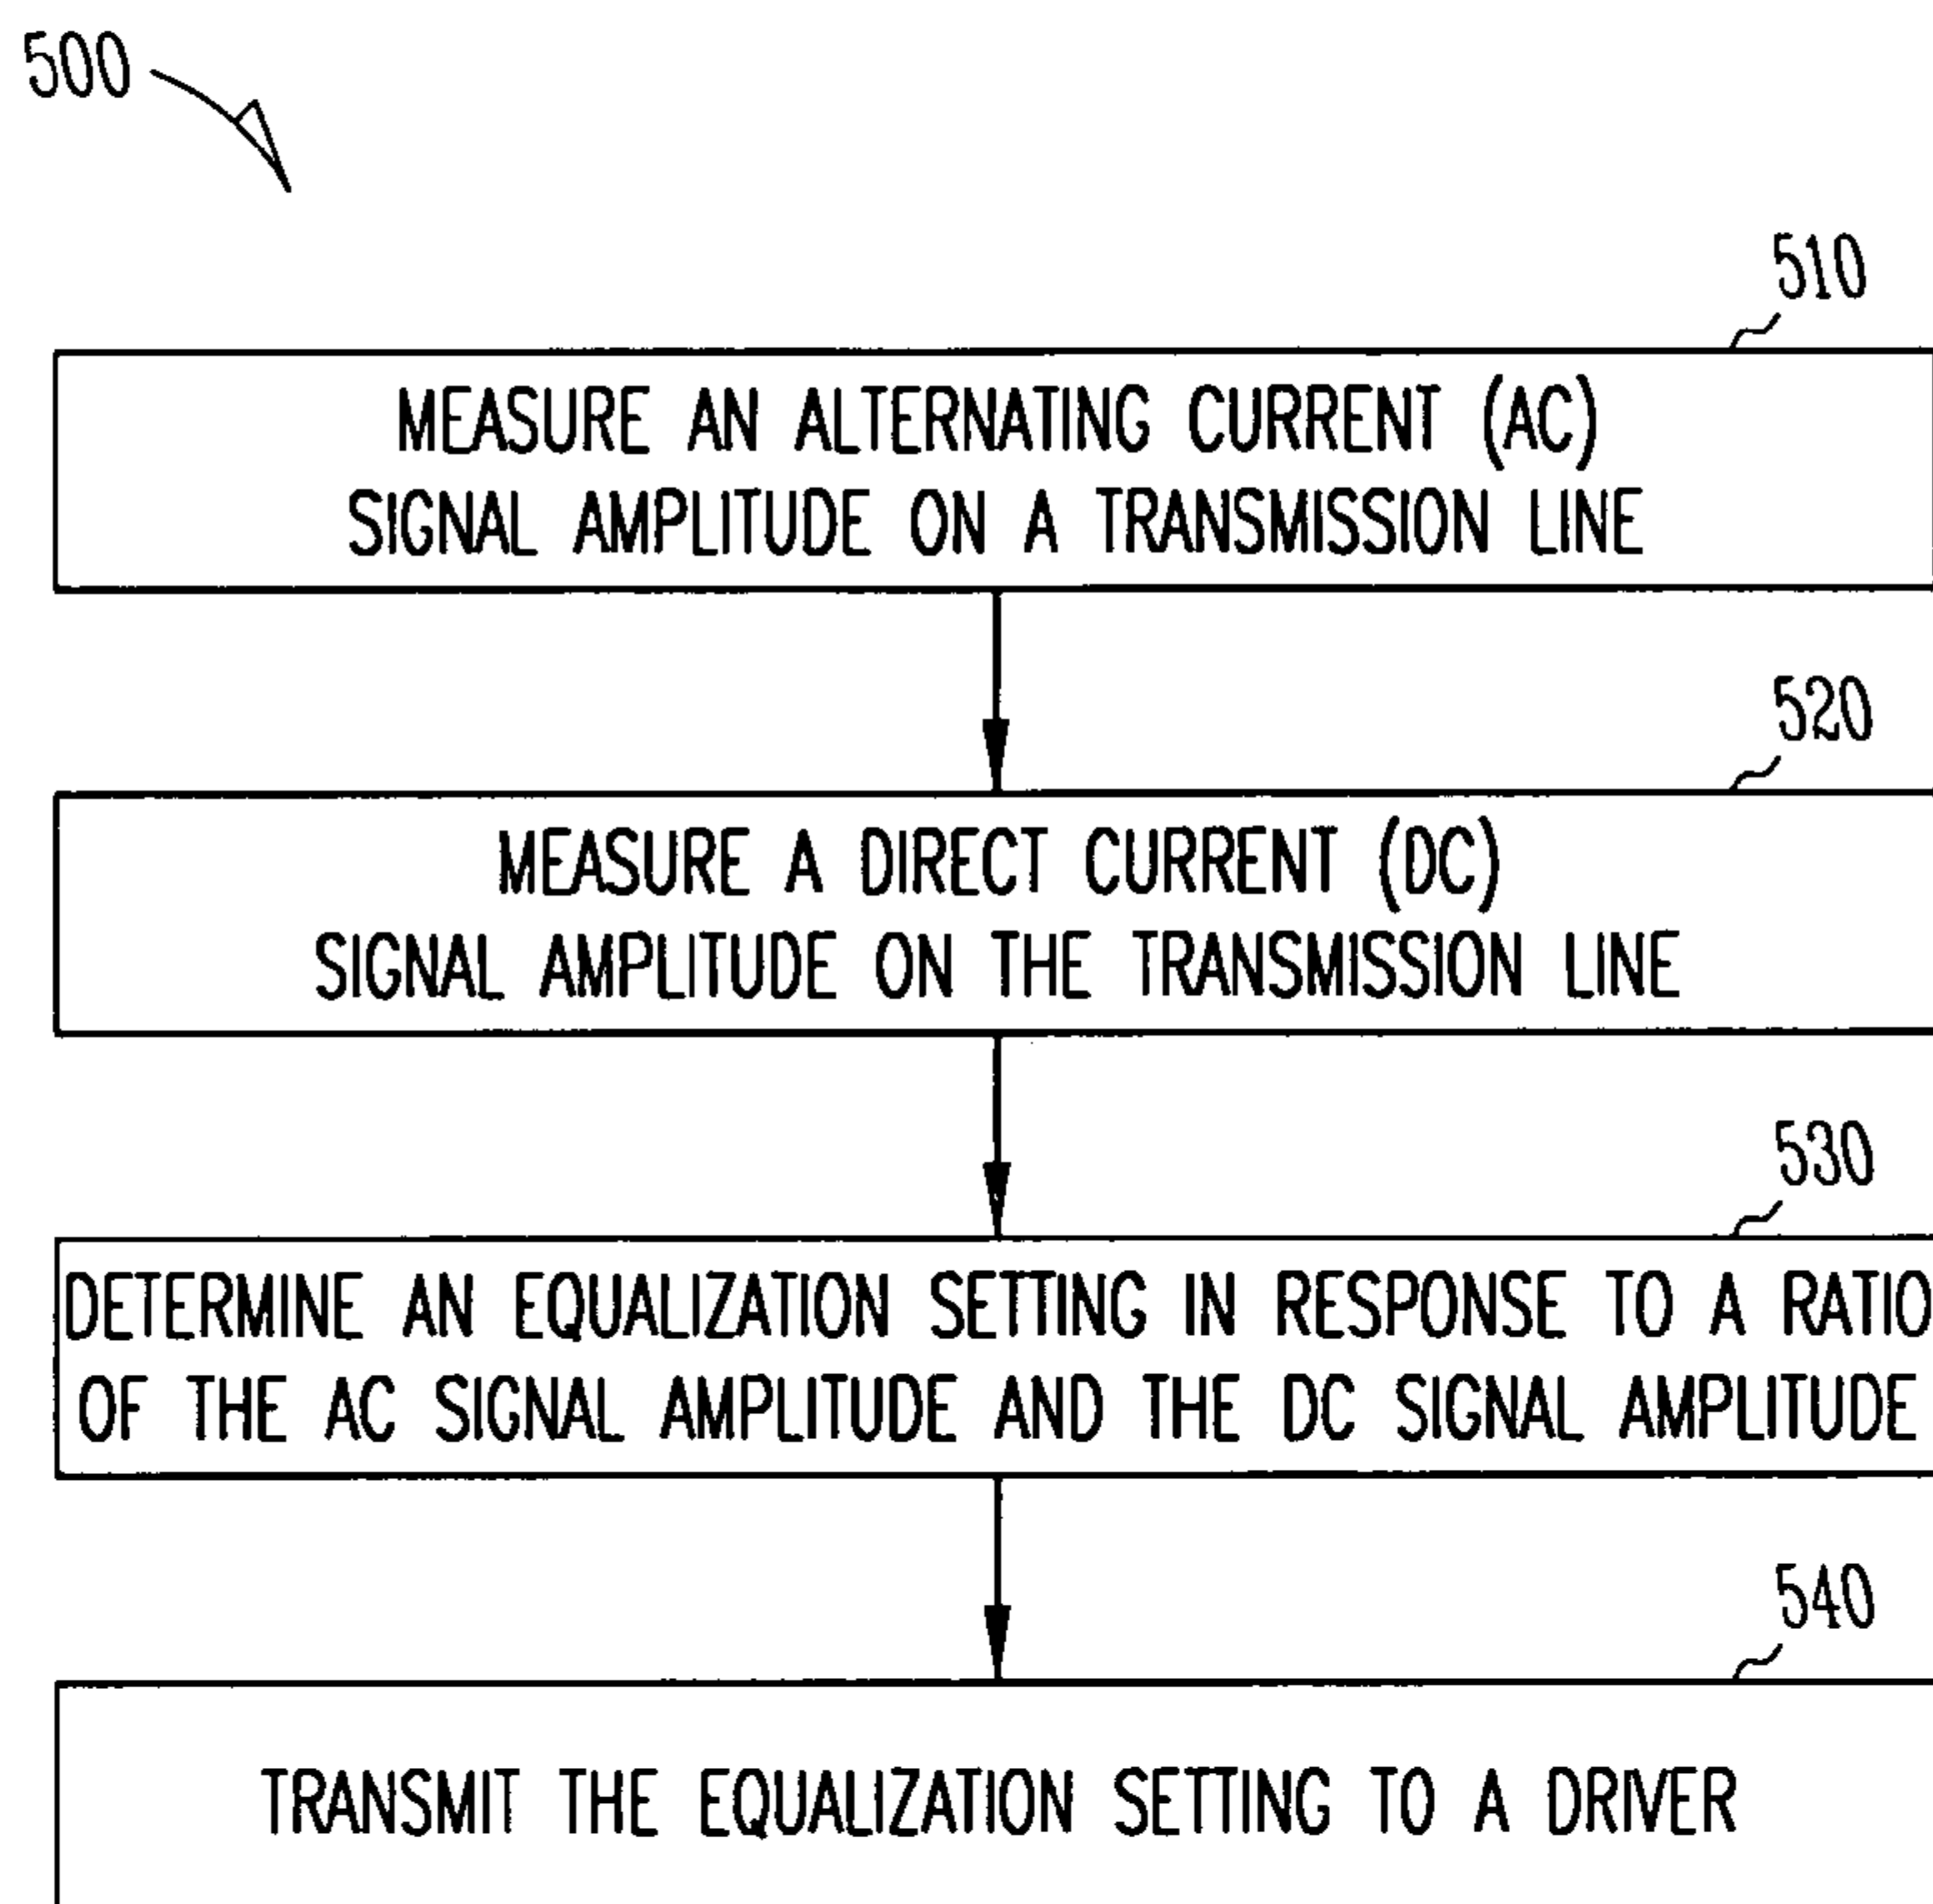 500
510
MEASURE AN ALTERNATING CURRENT (AC)
SIGNAL AMPLITUDE ON A TRANSMISSION LINE
520
MEASURE A DIRECT CURRENT (DC)
SIGNAL AMPLITUDE ON THE TRANSMISSION LINE
530
DETERMINE AN EQUALIZATION SETTING IN RESPONSE TO A RATIO
OF THE AC SIGNAL AMPLITUDE AND THE DC SIGNAL AMPLITUDE
540
TRANSMIT THE EQUALIZATION SETTING TO A DRIVER